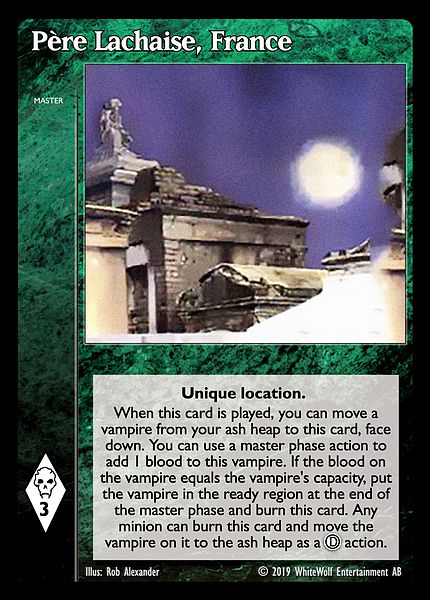 Père Lachaise, France
MASTER
Unique location.
When this card is played, you can move a
vampire from your ash heap to this card, face
down. You can use a master phase action to
add 1 blood to this vampire. If the blood on
the vampire equals the vampire's capacity, put
the vampire in the ready region at the end of
the master phase and burn this card. Any
minion can burn this card and move the
vampire on it to the ash heap as a Ⓓ action.
3
Illus: Rob Alexander © 2019 WhiteWolf Entertainment AB